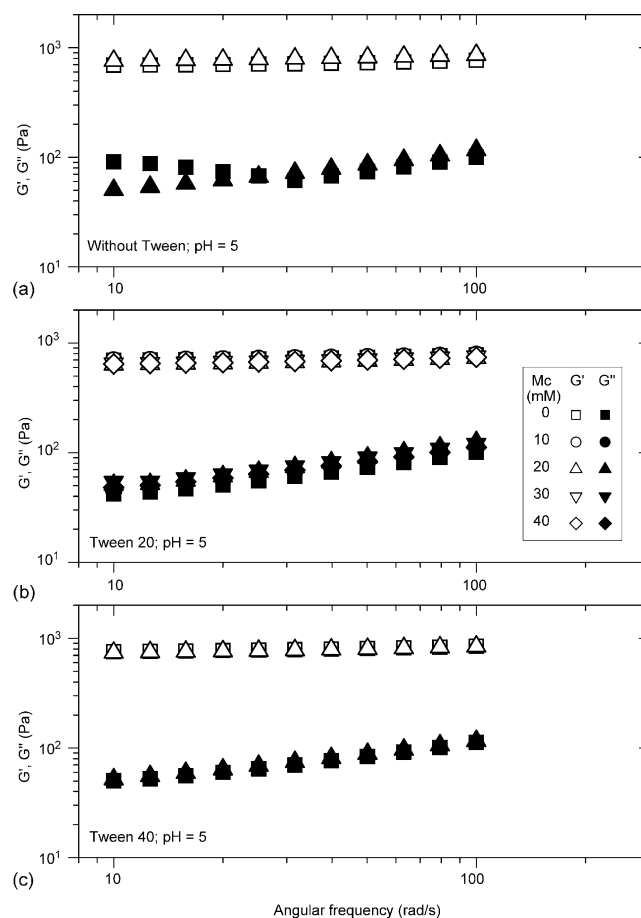 10³
10²
10¹
G', G" (Pa)
Without Tween; pH = 5
(a)
10
100
10³
10²
10¹
G', G" (Pa)
Mc G' G"
(mM)
0
10
20
30
40
Tween 20; pH = 5
(b)
10
100
10³
10²
10¹
G', G" (Pa)
Tween 40; pH = 5
(c)
10
100
Angular frequency (rad/s)